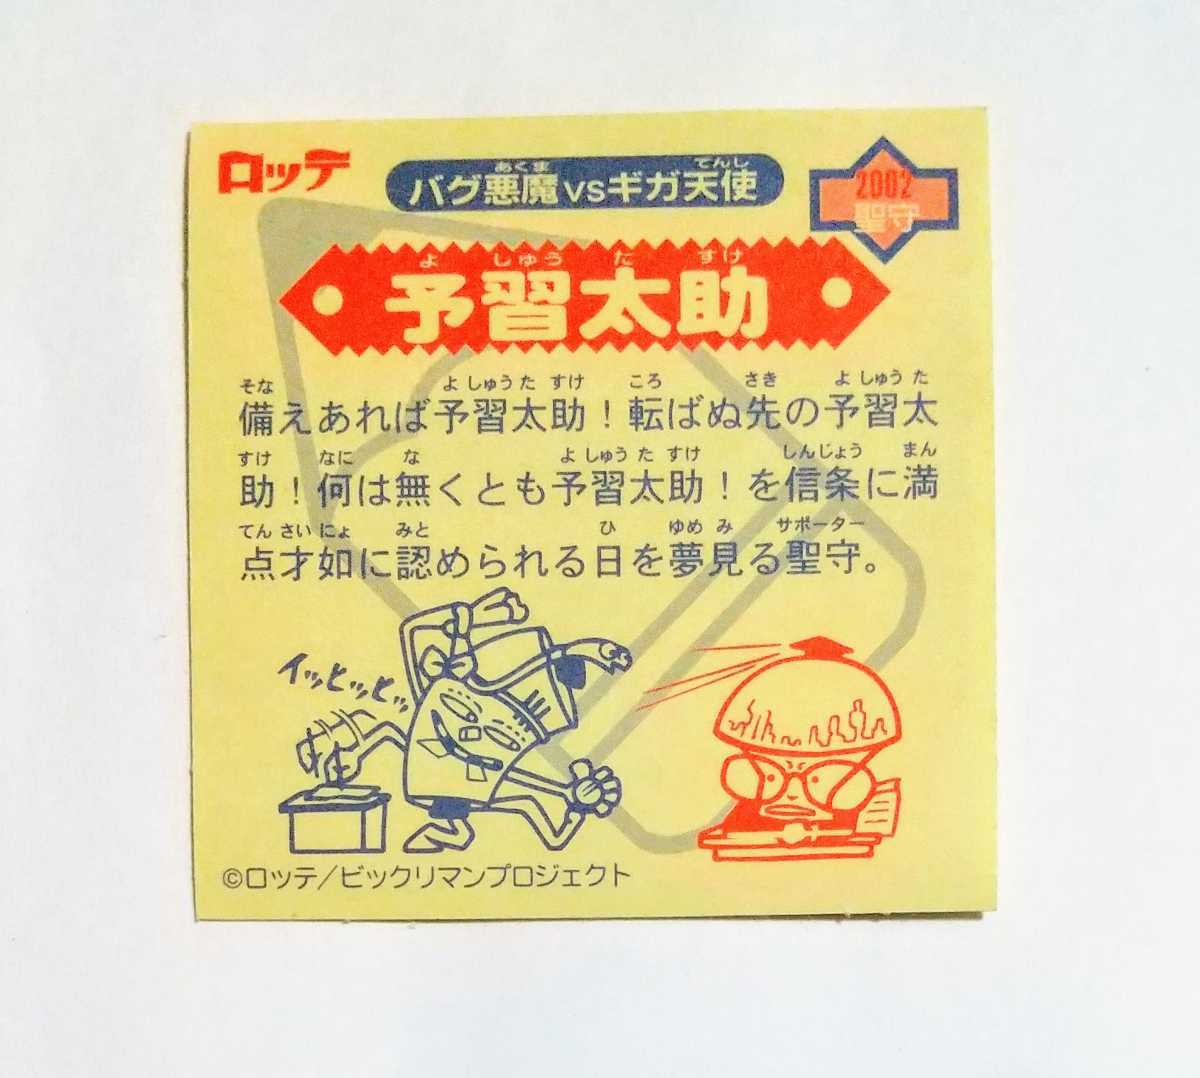 ロッテ
バグ悪魔vsギガ天使
あくま
てんし
2002
聖守
よしゅうたすけ
予習太助
そな よしゅうたすけ ころ さき よしゅうた
備えあれば予習太助！転ばぬ先の予習太
すけ なに な よしゅうたすけ しんじょう まん
助！何は無くとも予習太助！を信条に満
てんさいにょ みと ひ ゆめみ サポーター
点才如に認められる日を夢見る聖守。
イッヒッヒッ
©ロッテ/ビックリマンプロジェクト